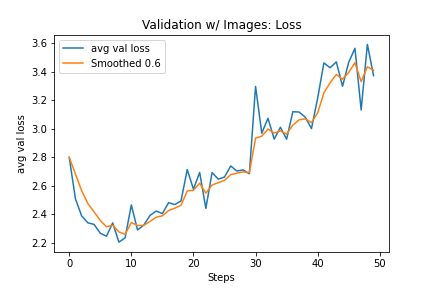 Validation w/ Images: Loss
avg val loss
Smoothed 0.6
3.6
3.4
3.2
3.0
2.8
2.6
2.4
2.2
avg val loss
0 10 20 30 40 50
Steps